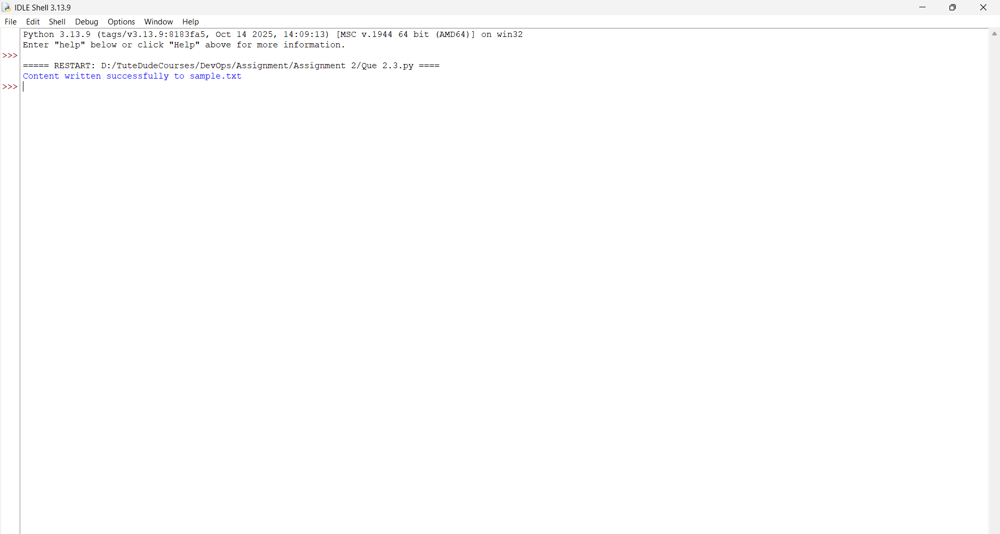 IDLE Shell 3.13.9
File Edit Shell Debug Options Window Help
Python 3.13.9 (tags/v3.13.9:8183fa5, Oct 14 2025, 14:09:13) [MSC v.1944 64 bit (AMD64)] on win32
Enter "help" below or click "Help" above for more information.
>>>
===== RESTART: D:/TuteDudeCourses/DevOps/Assignment/Assignment 2/Que 2.3.py ====
Content written successfully to sample.txt
>>>